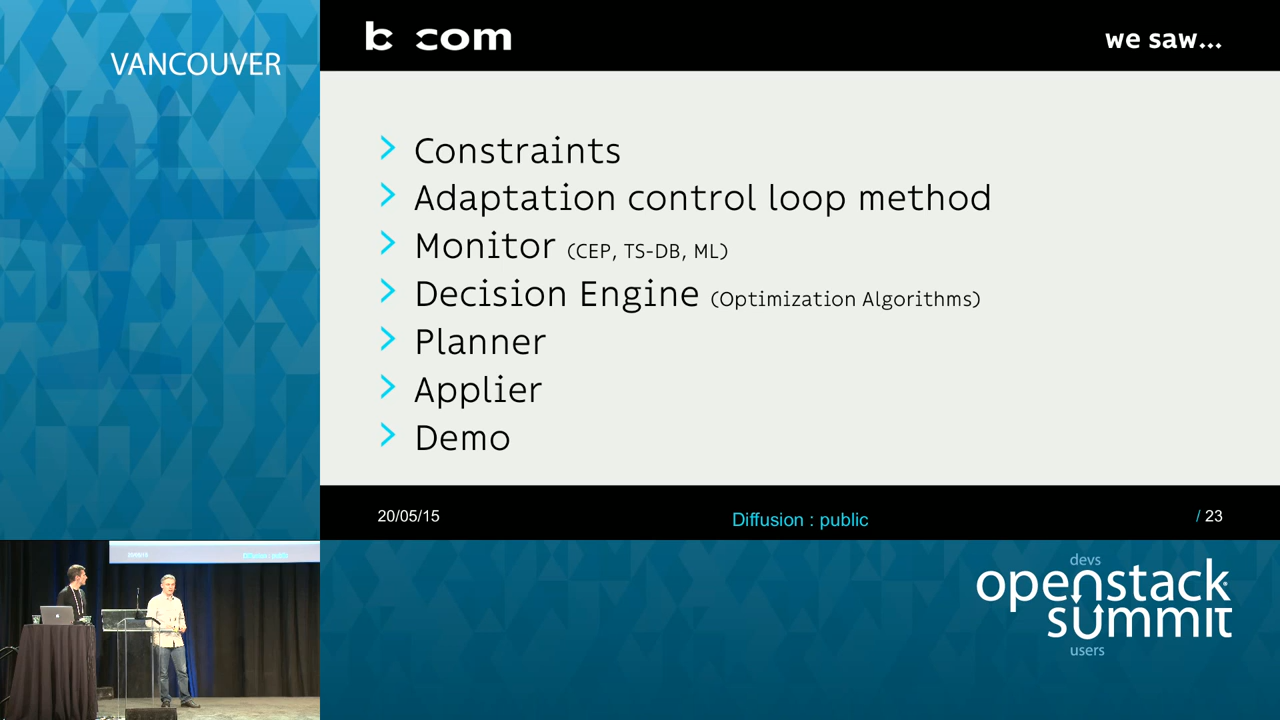 VANCOUVER
b com
we saw...
Constraints
Adaptation control loop method
Monitor (CEP, TS-DB, ML)
Decision Engine (Optimization Algorithms)
Planner
Applier
Demo
20/05/15
Diffusion : public
/ 23
devs
openstack
summit
users